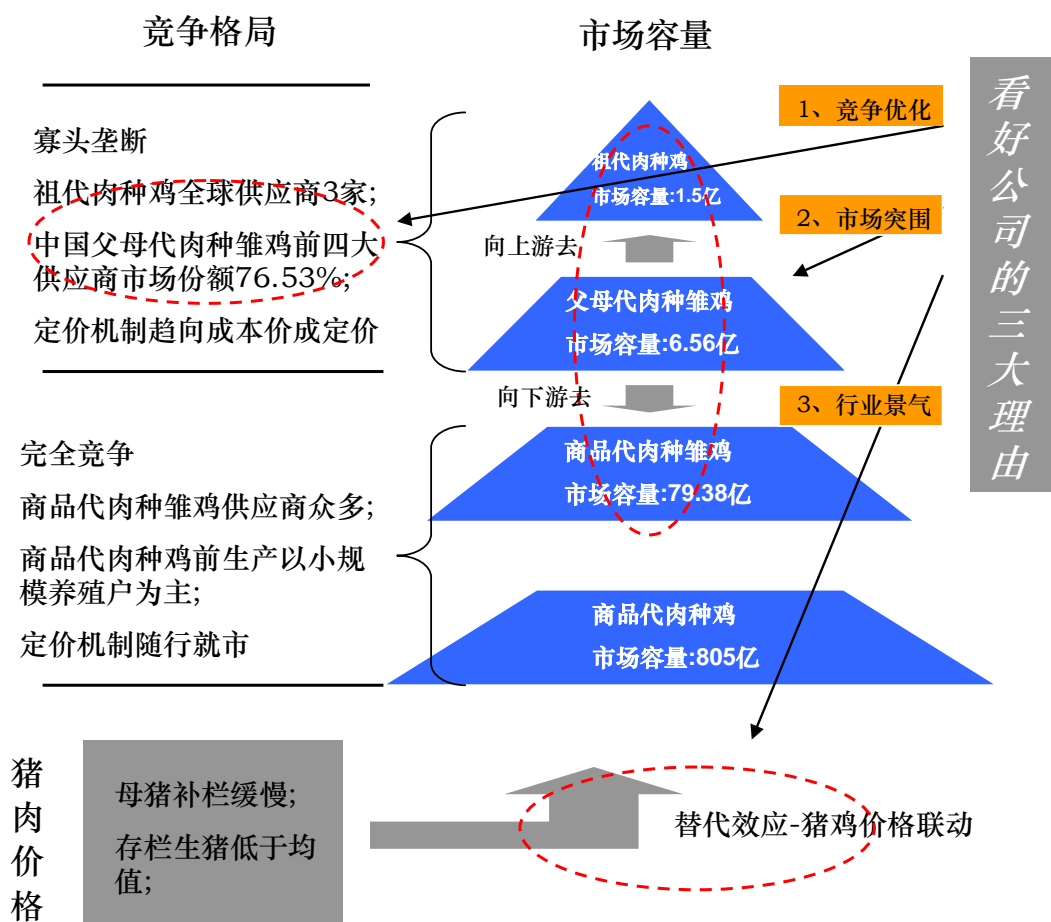 竞争格局
市场容量
寡头垄断
祖代肉种鸡全球供应商3家;
中国父母代肉种雏鸡前四大
供应商市场份额76.53%;
定价机制趋向成本价成定价
完全竞争
商品代肉种雏鸡供应商众多;
商品代肉种鸡前生产以小规
模养殖户为主;
定价机制随行就市
祖代肉种鸡
市场容量:1.5亿
向上游去
父母代肉种雏鸡
市场容量:6.56亿
向下游去
商品代肉种雏鸡
市场容量:79.38亿
商品代肉种鸡
市场容量:805亿
1、竞争优化
2、市场突围
3、行业景气
看好公司的三大理由
猪肉价格
母猪补栏缓慢;
存栏生猪低于均
值;
替代效应-猪鸡价格联动